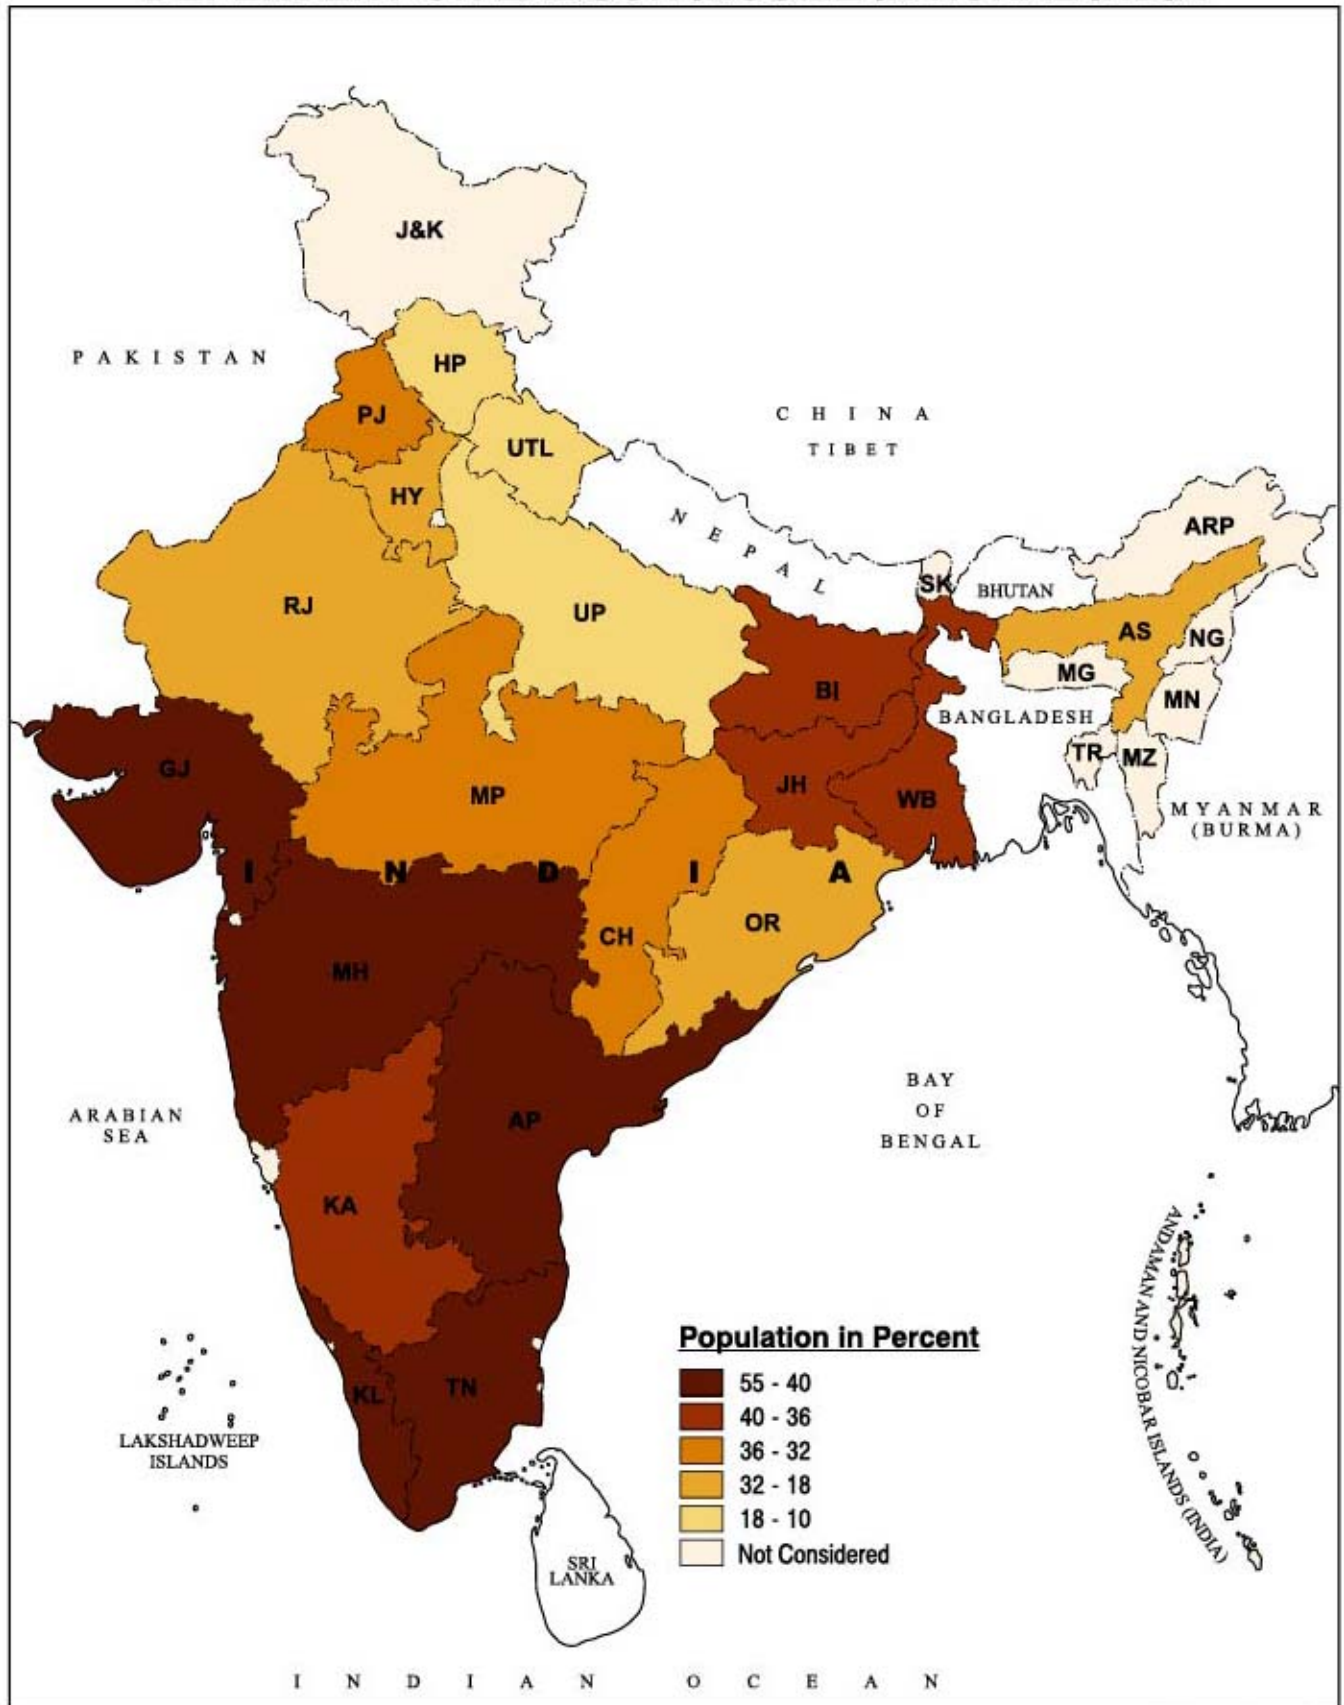 J&K
PAKISTAN
HP
PJ
CHINA
TIBET
UTL
HY
NEPAL
ARP
SK
BHUTAN
RJ
UP
AS
NG
MG
BI
MN
BANGLADESH
GJ
TR
MZ
MP
JH
WB
MYANMAR
(BURMA)
INDIA
OR
CH
MH
BAY
OF
BENGAL
ARABIAN
SEA
AP
KA
ANDAMAN AND NICOBAR ISLANDS (INDIA)
Population in Percent
55 - 40
40 - 36
36 - 32
32 - 18
18 - 10
Not Considered
KL
TN
LAKSHADWEEP
ISLANDS
SRI
LANKA
INDIAN OCEAN